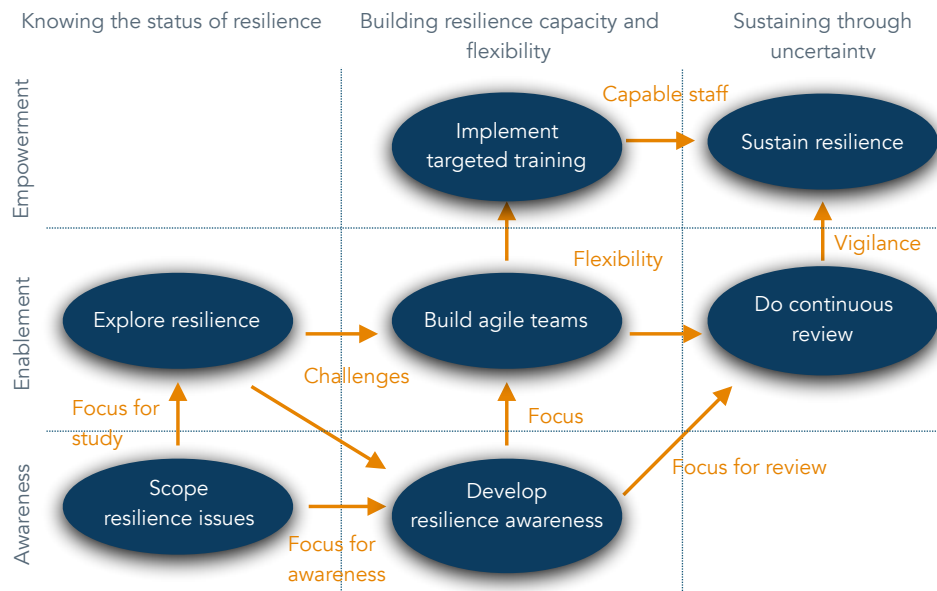 Knowing the status of resilience
Building resilience capacity and
flexibility
Sustaining through
uncertainty
Empowerment
Implement
targeted training
Capable staff
Sustain resilience
Flexibility
Vigilance
Enablement
Explore resilience
Build agile teams
Do continuous
review
Challenges
Focus for
study
Focus
Focus for review
Awareness
Scope
resilience issues
Develop
resilience awareness
Focus for
awareness